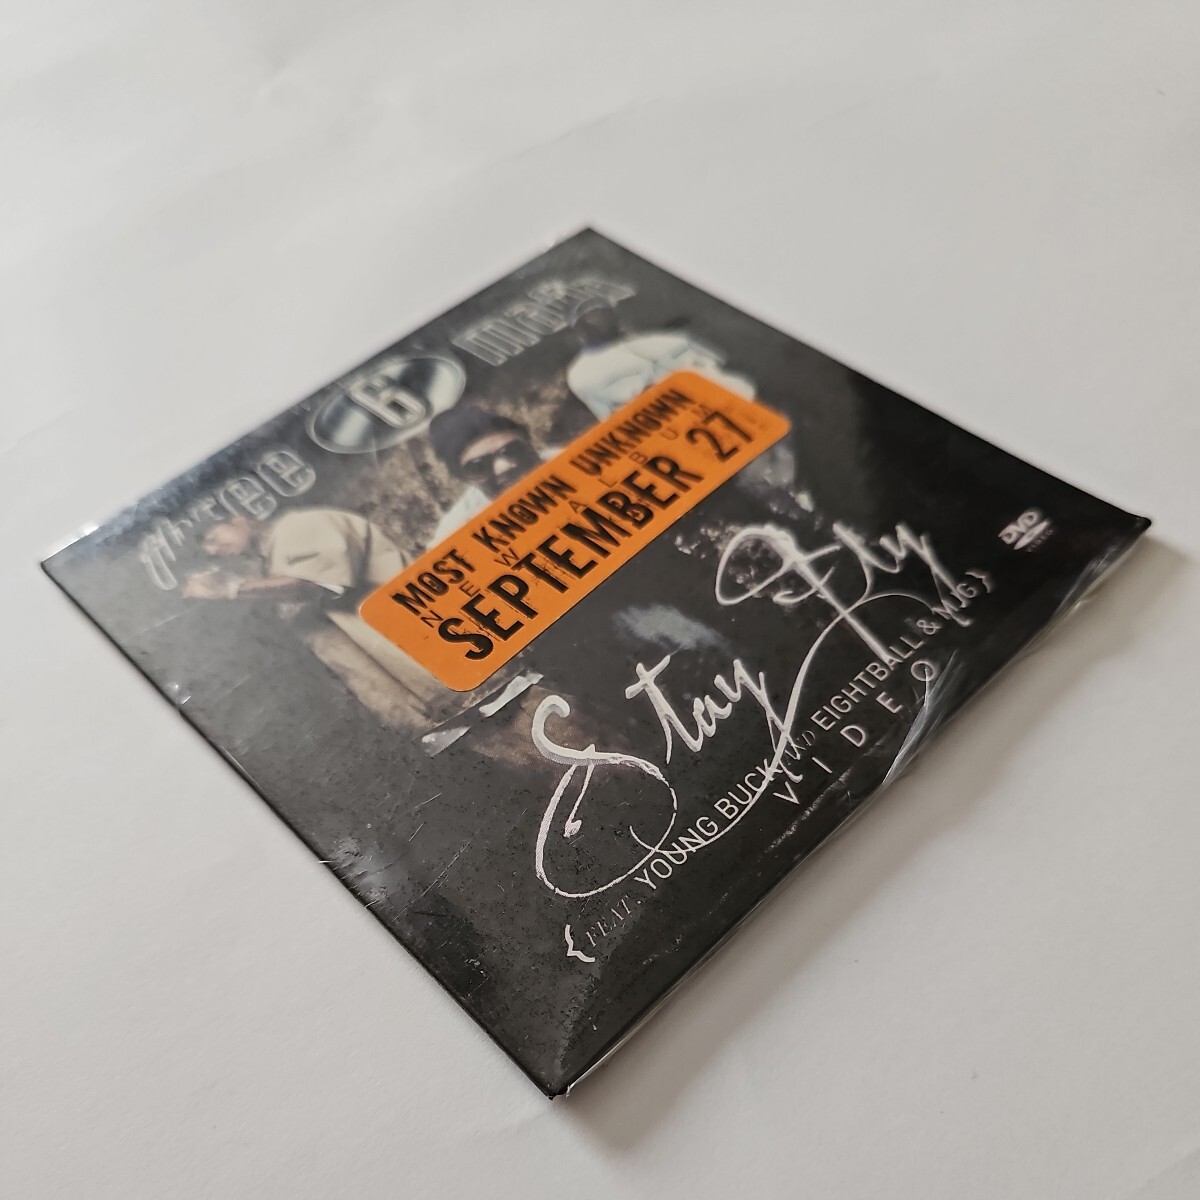 three 6 mafia
MOST KNOWN UNKNOWN
NEW ALBUM
SEPTEMBER 27
Stay Fly
{FEAT. YOUNG BUCK AND EIGHTBALL & MJG}
VIDEO
DVD
VIDEO